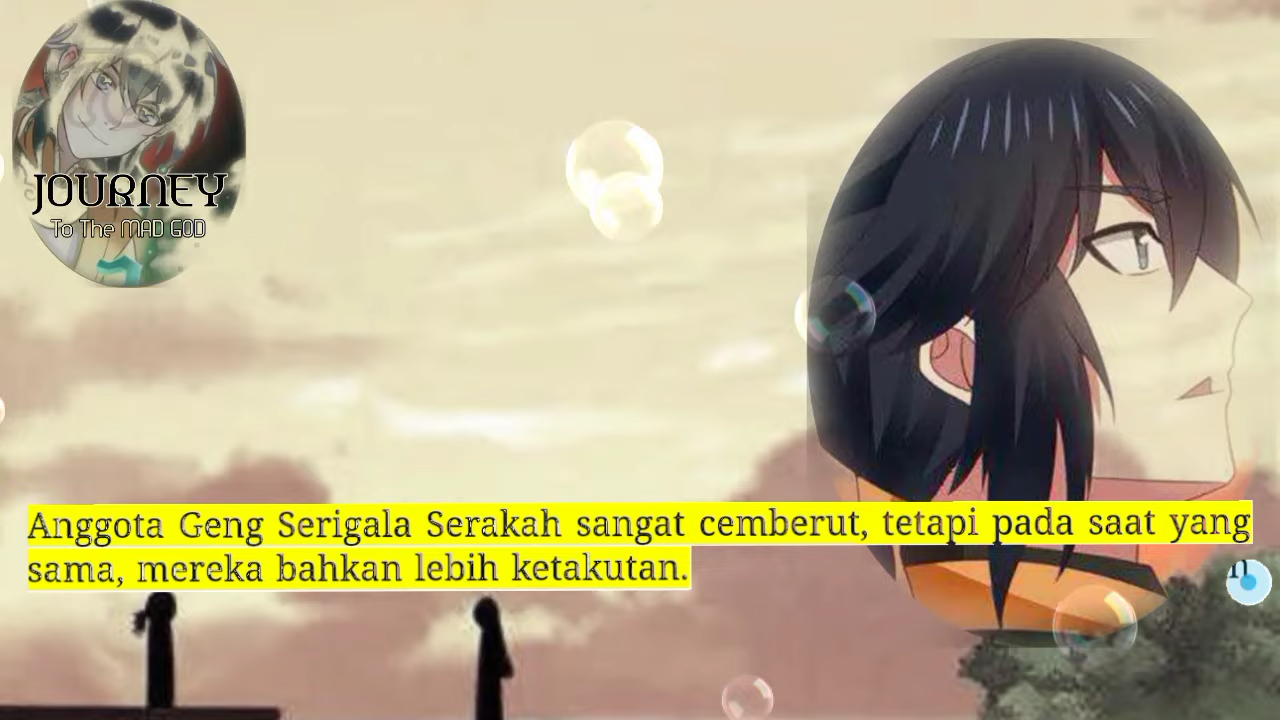 JOURNEY
To The MAD GOD
Anggota Geng Serigala Serakah sangat cemberut, tetapi pada saat yang
sama, mereka bahkan lebih ketakutan.